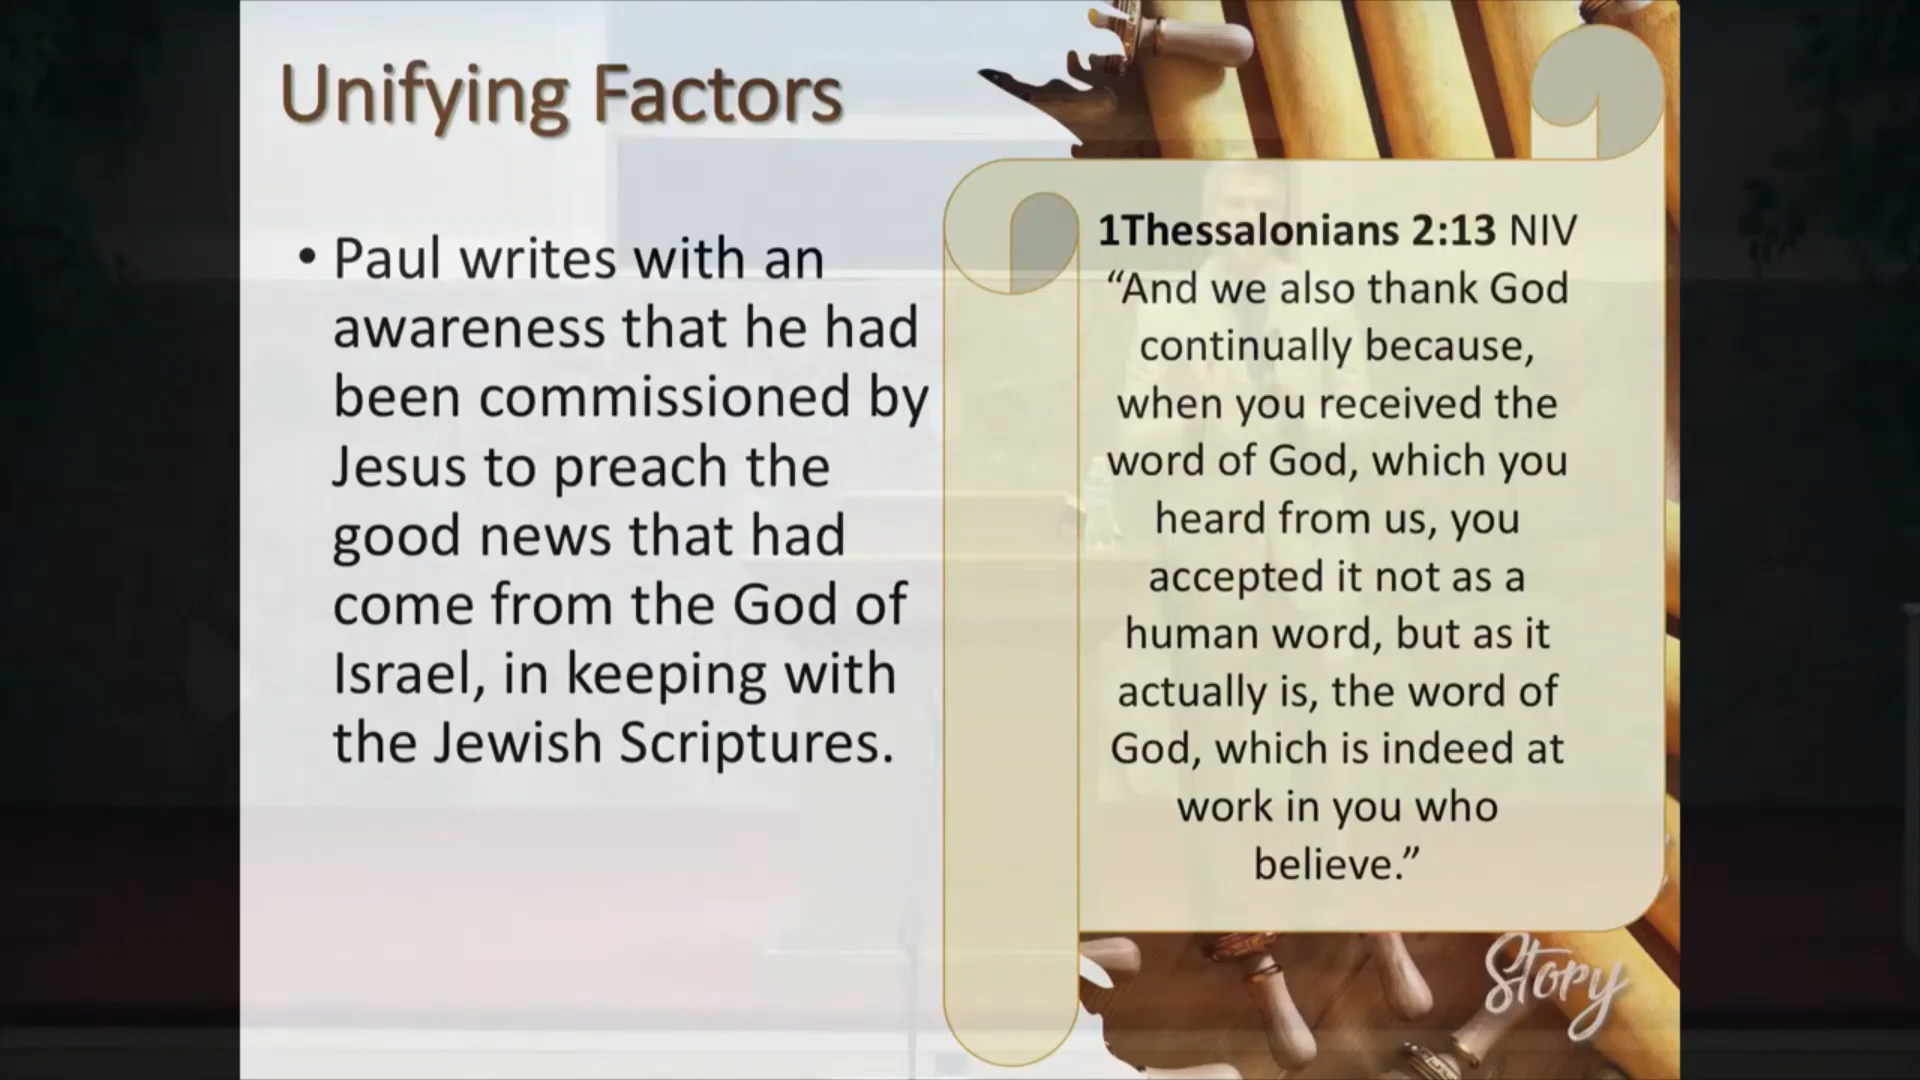 Unifying Factors
• Paul writes with an
awareness that he had
been commissioned by
Jesus to preach the
good news that had
come from the God of
Israel, in keeping with
the Jewish Scriptures.
1Thessalonians 2:13 NIV
“And we also thank God
continually because,
when you received the
word of God, which you
heard from us, you
accepted it not as a
human word, but as it
actually is, the word of
God, which is indeed at
work in you who
believe.”
Story